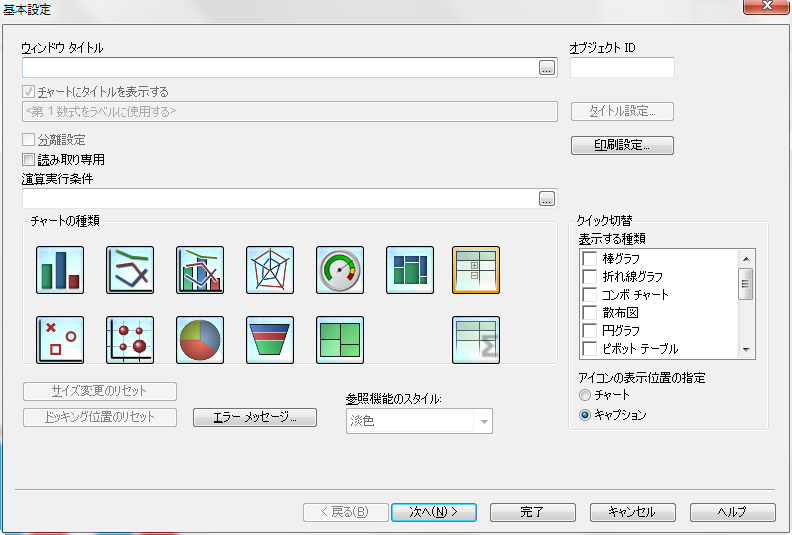 基本設定
ウィンドウ タイトル
オブジェクト ID
...
チャートにタイトルを表示する
<第 1 数式をラベルに使用する>
タイトル設定...
分離設定
印刷設定...
読み取り専用
演算実行条件
...
チャートの種類
クイック切替
表示する種類
棒グラフ
折れ線グラフ
コンボ チャート
散布図
円グラフ
ピボット テーブル
アイコンの表示位置の指定
チャート
キャプション
サイズ変更のリセット
ドッキング位置のリセット
エラー メッセージ...
参照機能のスタイル:
淡色
< 戻る(B)
次へ(N) >
完了
キャンセル
ヘルプ